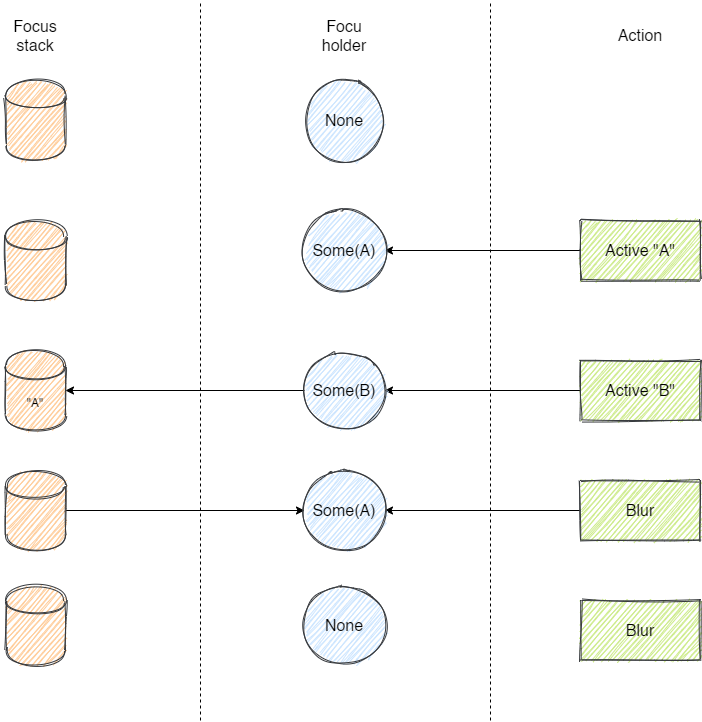 Focus
stack
Focu
holder
Action
None
Some(A)
Active "A"
"A"
Some(B)
Active "B"
Some(A)
Blur
None
Blur